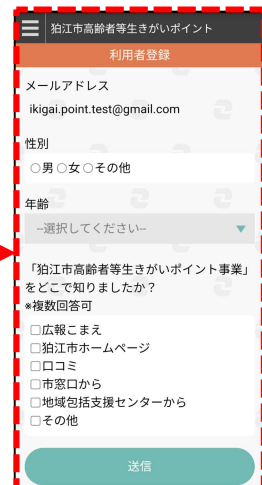 狛江市高齢者等生きがいポイント
利用者登録
メールアドレス
ikigai.point.test@gmail.com
性別
○男 ○女 ○その他
年齢
--選択してください--
「狛江市高齢者等生きがいポイント事業」
をどこで知りましたか？
*複数回答可
□広報こまえ
□狛江市ホームページ
□口コミ
□市窓口から
□地域包括支援センターから
□その他
送信